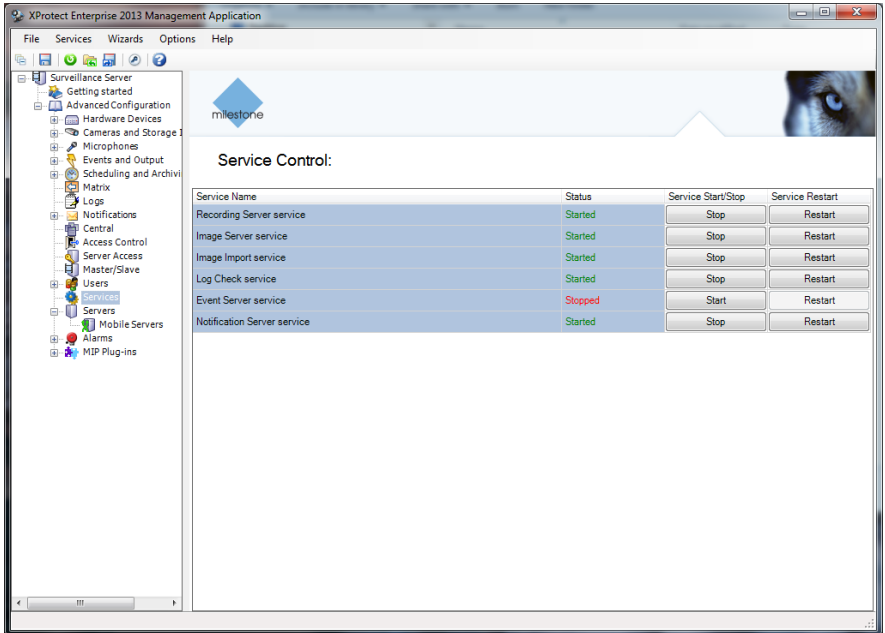 XProtect Enterprise 2013 Management Application
File Services Wizards Options Help
Surveillance Server
Getting started
Advanced Configuration
Hardware Devices
Cameras and Storage I
Microphones
Events and Output
Scheduling and Archivi
Matrix
Logs
Notifications
Central
Access Control
Server Access
Master/Slave
Users
Services
Servers
Mobile Servers
Alarms
MIP Plug-ins
milestone
Service Control:
Service Name Status Service Start/Stop Service Restart
Recording Server service Started Stop Restart
Image Server service Started Stop Restart
Image Import service Started Stop Restart
Log Check service Started Stop Restart
Event Server service Stopped Start Restart
Notification Server service Started Stop Restart